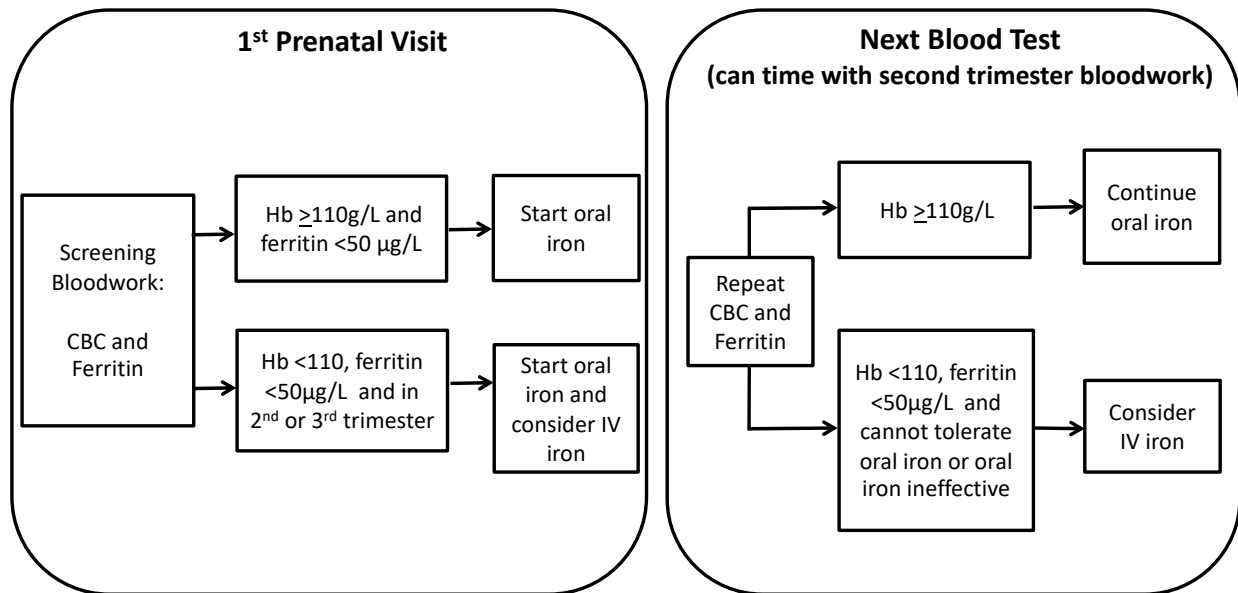 1st Prenatal Visit
Screening
Bloodwork:
CBC and
Ferritin
Hb ≥110g/L and
ferritin <50 µg/L
Start oral
iron
Hb <110, ferritin
<50µg/L and in
2nd or 3rd trimester
Start oral
iron and
consider IV
iron
Next Blood Test
(can time with second trimester bloodwork)
Repeat
CBC and
Ferritin
Hb ≥110g/L
Continue
oral iron
Hb <110, ferritin
<50µg/L and
cannot tolerate
oral iron or oral
iron ineffective
Consider
IV iron